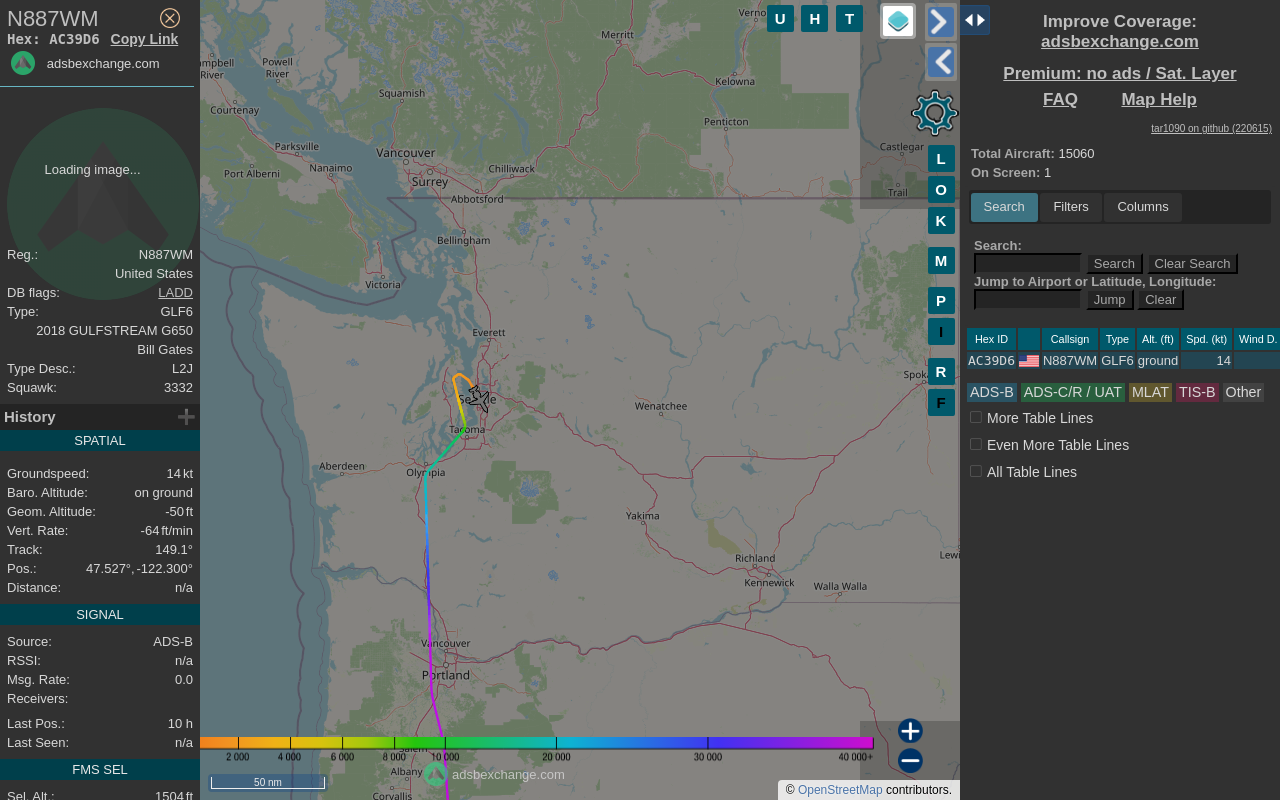 N887WM
Hex: AC39D6 Copy Link
adsbexchange.com
Loading image...
Reg.: N887WM
United States
DB flags: LADD
Type: GLF6
2018 GULFSTREAM G650
Bill Gates
Type Desc.: L2J
Squawk: 3332
History
SPATIAL
Groundspeed: 14 kt
Baro. Altitude: on ground
Geom. Altitude: -50 ft
Vert. Rate: -64 ft/min
Track: 149.1°
Pos.: 47.527°, -122.300°
Distance: n/a
SIGNAL
Source: ADS-B
RSSI: n/a
Msg. Rate: 0.0
Receivers:
Last Pos.: 10 h
Last Seen: n/a
FMS SEL
Sel. Alt.: 1504 ft
U H T
Merritt
Powell
River
River
Squamish
Kelowna
Courtenay
Penticton
Parksville
Vancouver
Nanaimo
Port Alberni
Surrey
Chilliwack
Castlegar
Abbotsford
Trail
Bellingham
Victoria
Everett
Wenatchee
Tacoma
Aberdeen
Olympia
Yakima
Richland
Kennewick
Walla Walla
Vancouver
Portland
Albany
Corvallis
L
O
K
M
P
I
R
F
2 000 4 000 6 000 8 000 10 000 20 000 30 000 40 000+
50 nm
adsbexchange.com
© OpenStreetMap contributors.
Improve Coverage:
adsbexchange.com
Premium: no ads / Sat. Layer
FAQ Map Help
tar1090 on github (220615)
Total Aircraft: 15060
On Screen: 1
Search Filters Columns
Search:
Search Clear Search
Jump to Airport or Latitude, Longitude:
Jump Clear
Hex ID Callsign Type Alt. (ft) Spd. (kt) Wind D.
AC39D6 N887WM GLF6 ground 14
ADS-B ADS-C/R / UAT MLAT TIS-B Other
More Table Lines
Even More Table Lines
All Table Lines